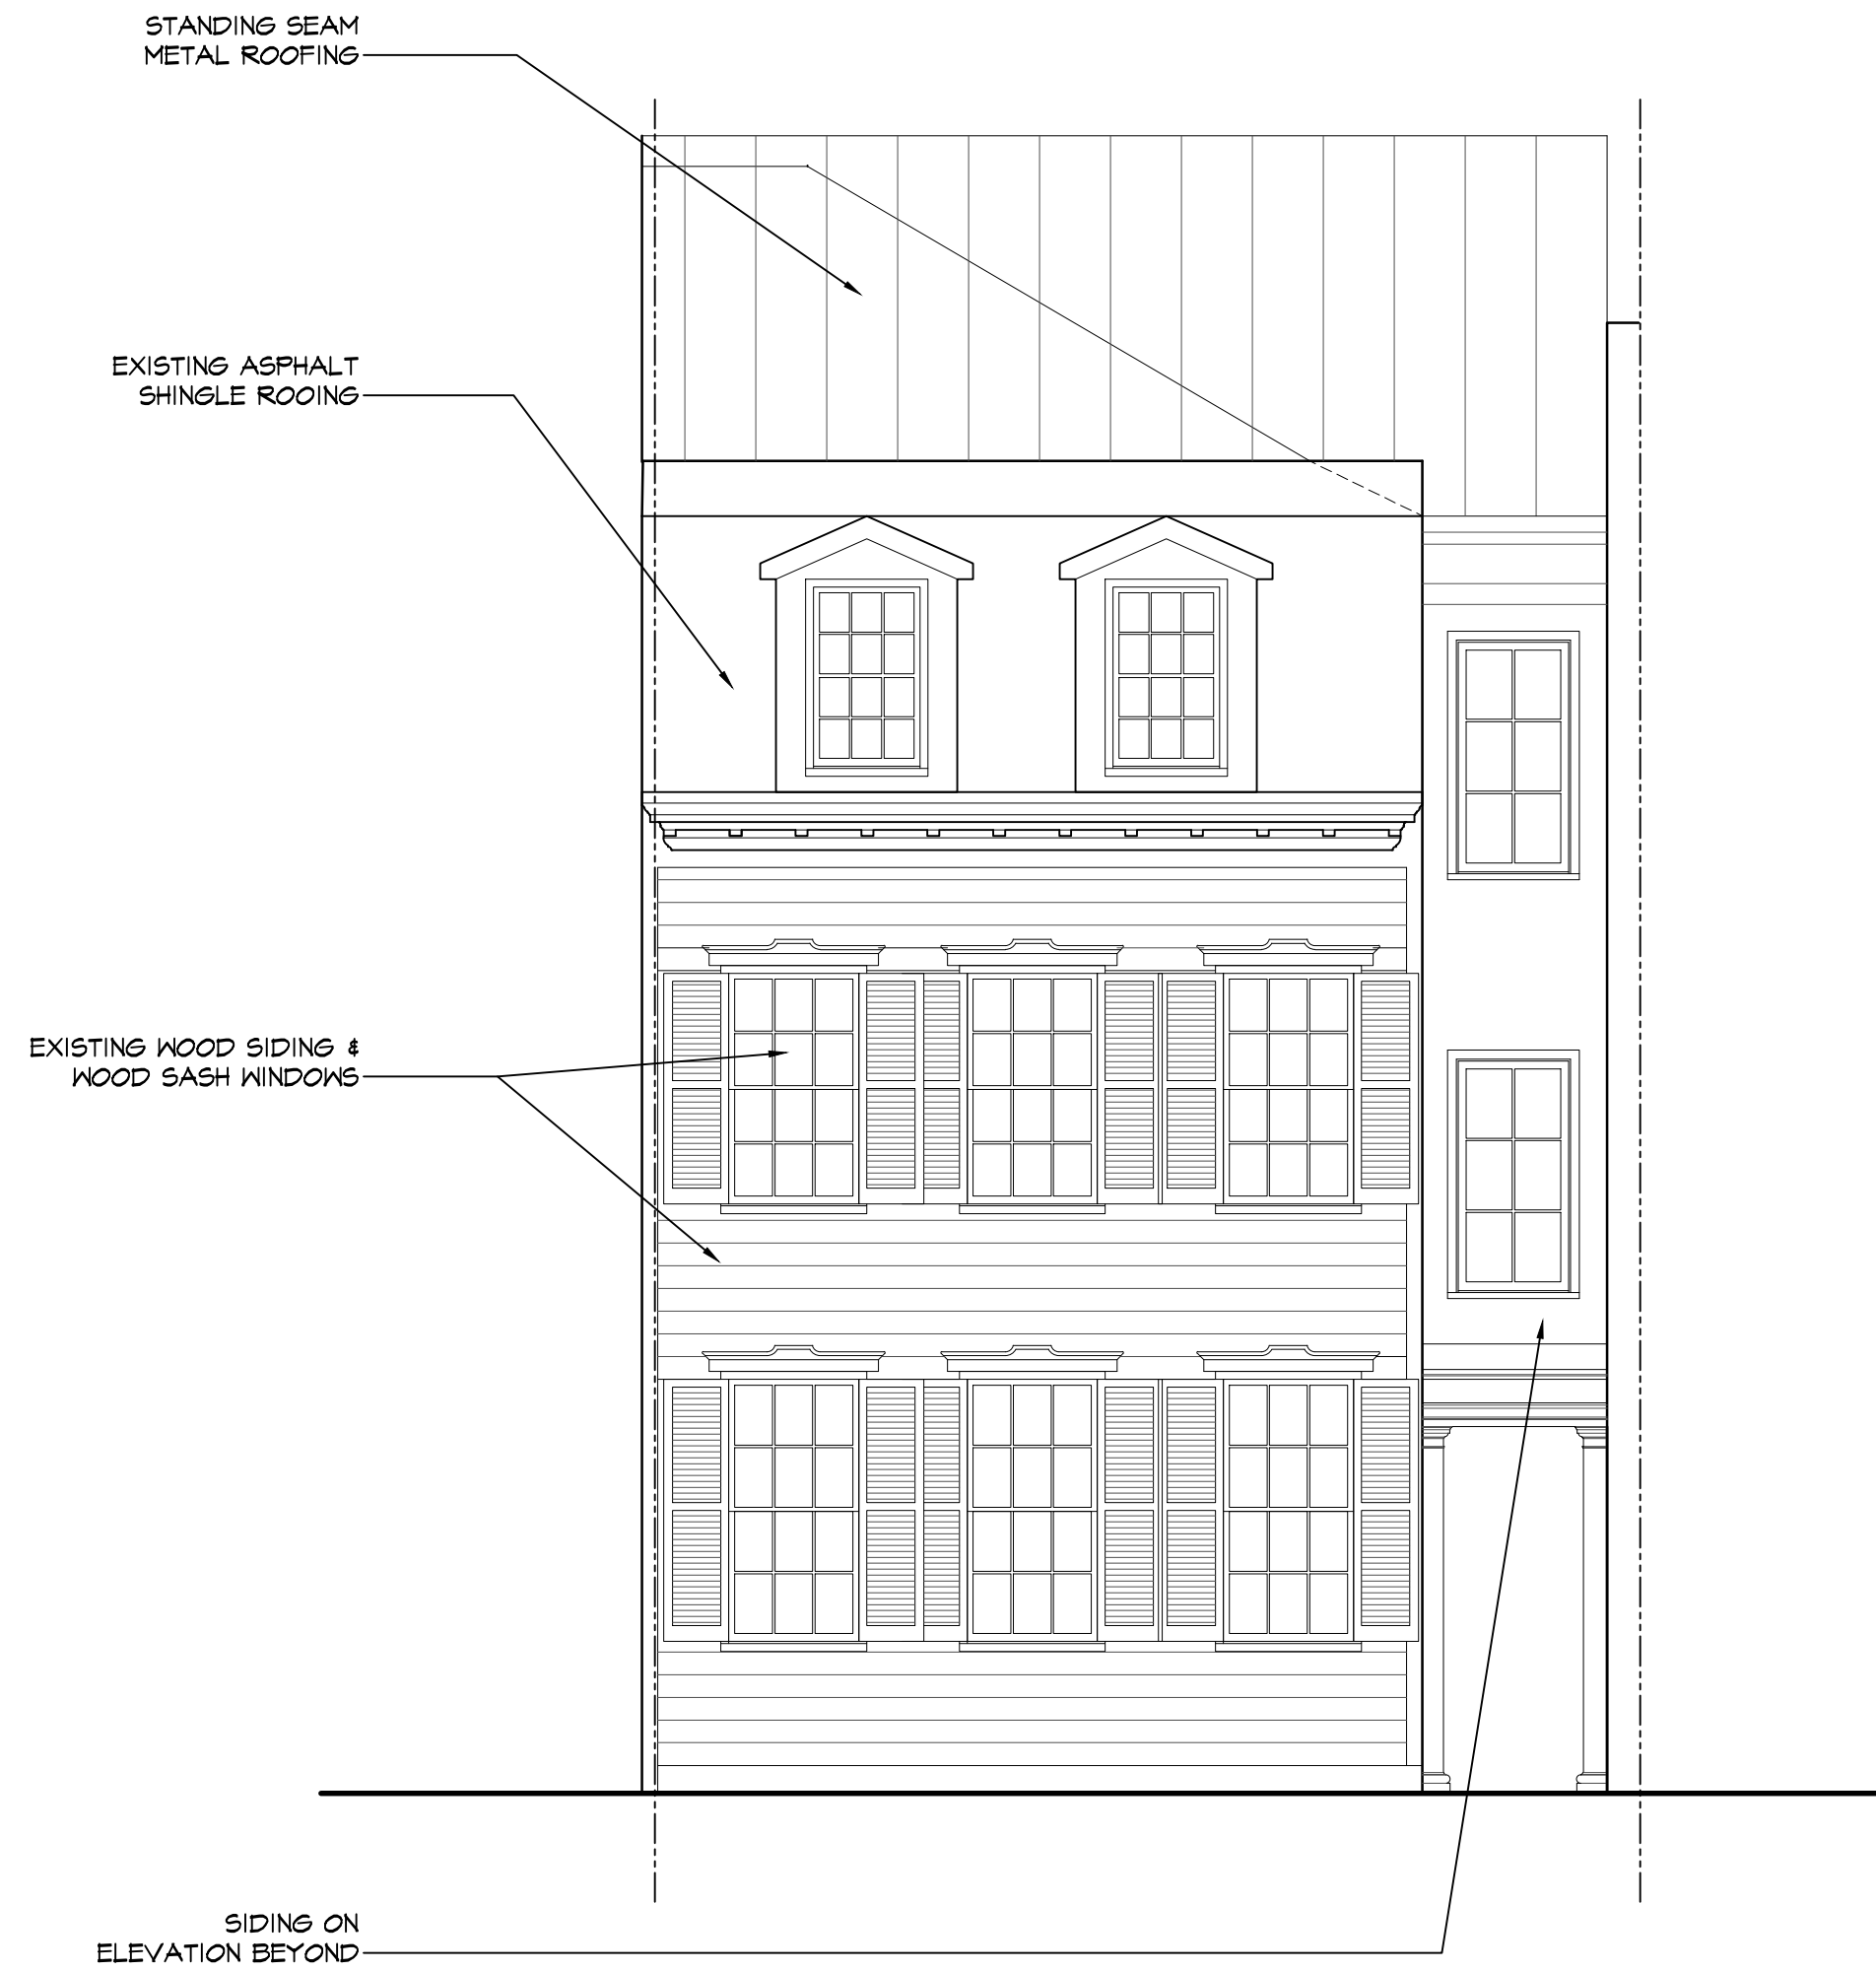 STANDING SEAM
METAL ROOFING
EXISTING ASPHALT
SHINGLE ROOING
EXISTING WOOD SIDING &
WOOD SASH WINDOWS
SIDING ON
ELEVATION BEYOND